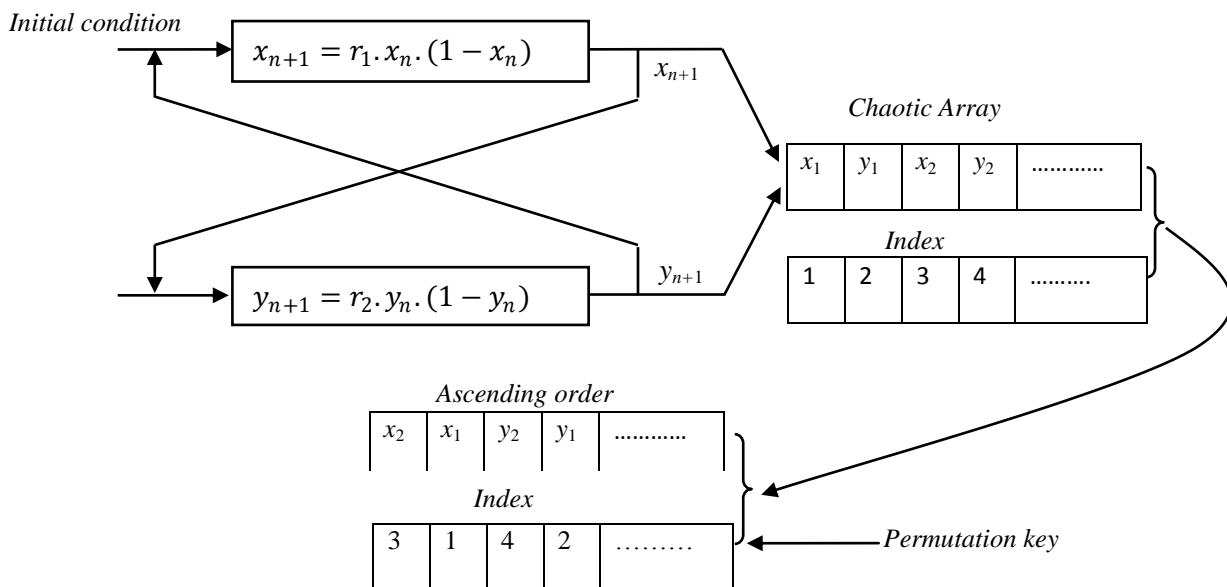 Initial condition
x_{n+1} = r_1. x_n. (1 − x_n)
x_{n+1}
Chaotic Array
x_1 y_1 x_2 y_2 …………
Index
1 2 3 4 ……….
y_{n+1}
y_{n+1} = r_2. y_n. (1 − y_n)
Ascending order
x_2 x_1 y_2 y_1 …………
Index
3 1 4 2 ………
Permutation key